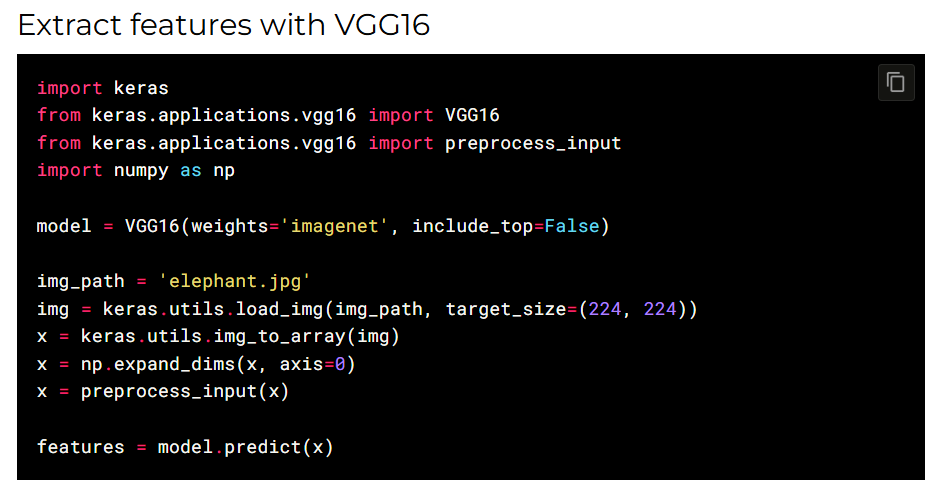 Extract features with VGG16
import keras
from keras.applications.vgg16 import VGG16
from keras.applications.vgg16 import preprocess_input
import numpy as np
model = VGG16(weights='imagenet', include_top=False)
img_path = 'elephant.jpg'
img = keras.utils.load_img(img_path, target_size=(224, 224))
x = keras.utils.img_to_array(img)
x = np.expand_dims(x, axis=0)
x = preprocess_input(x)
features = model.predict(x)